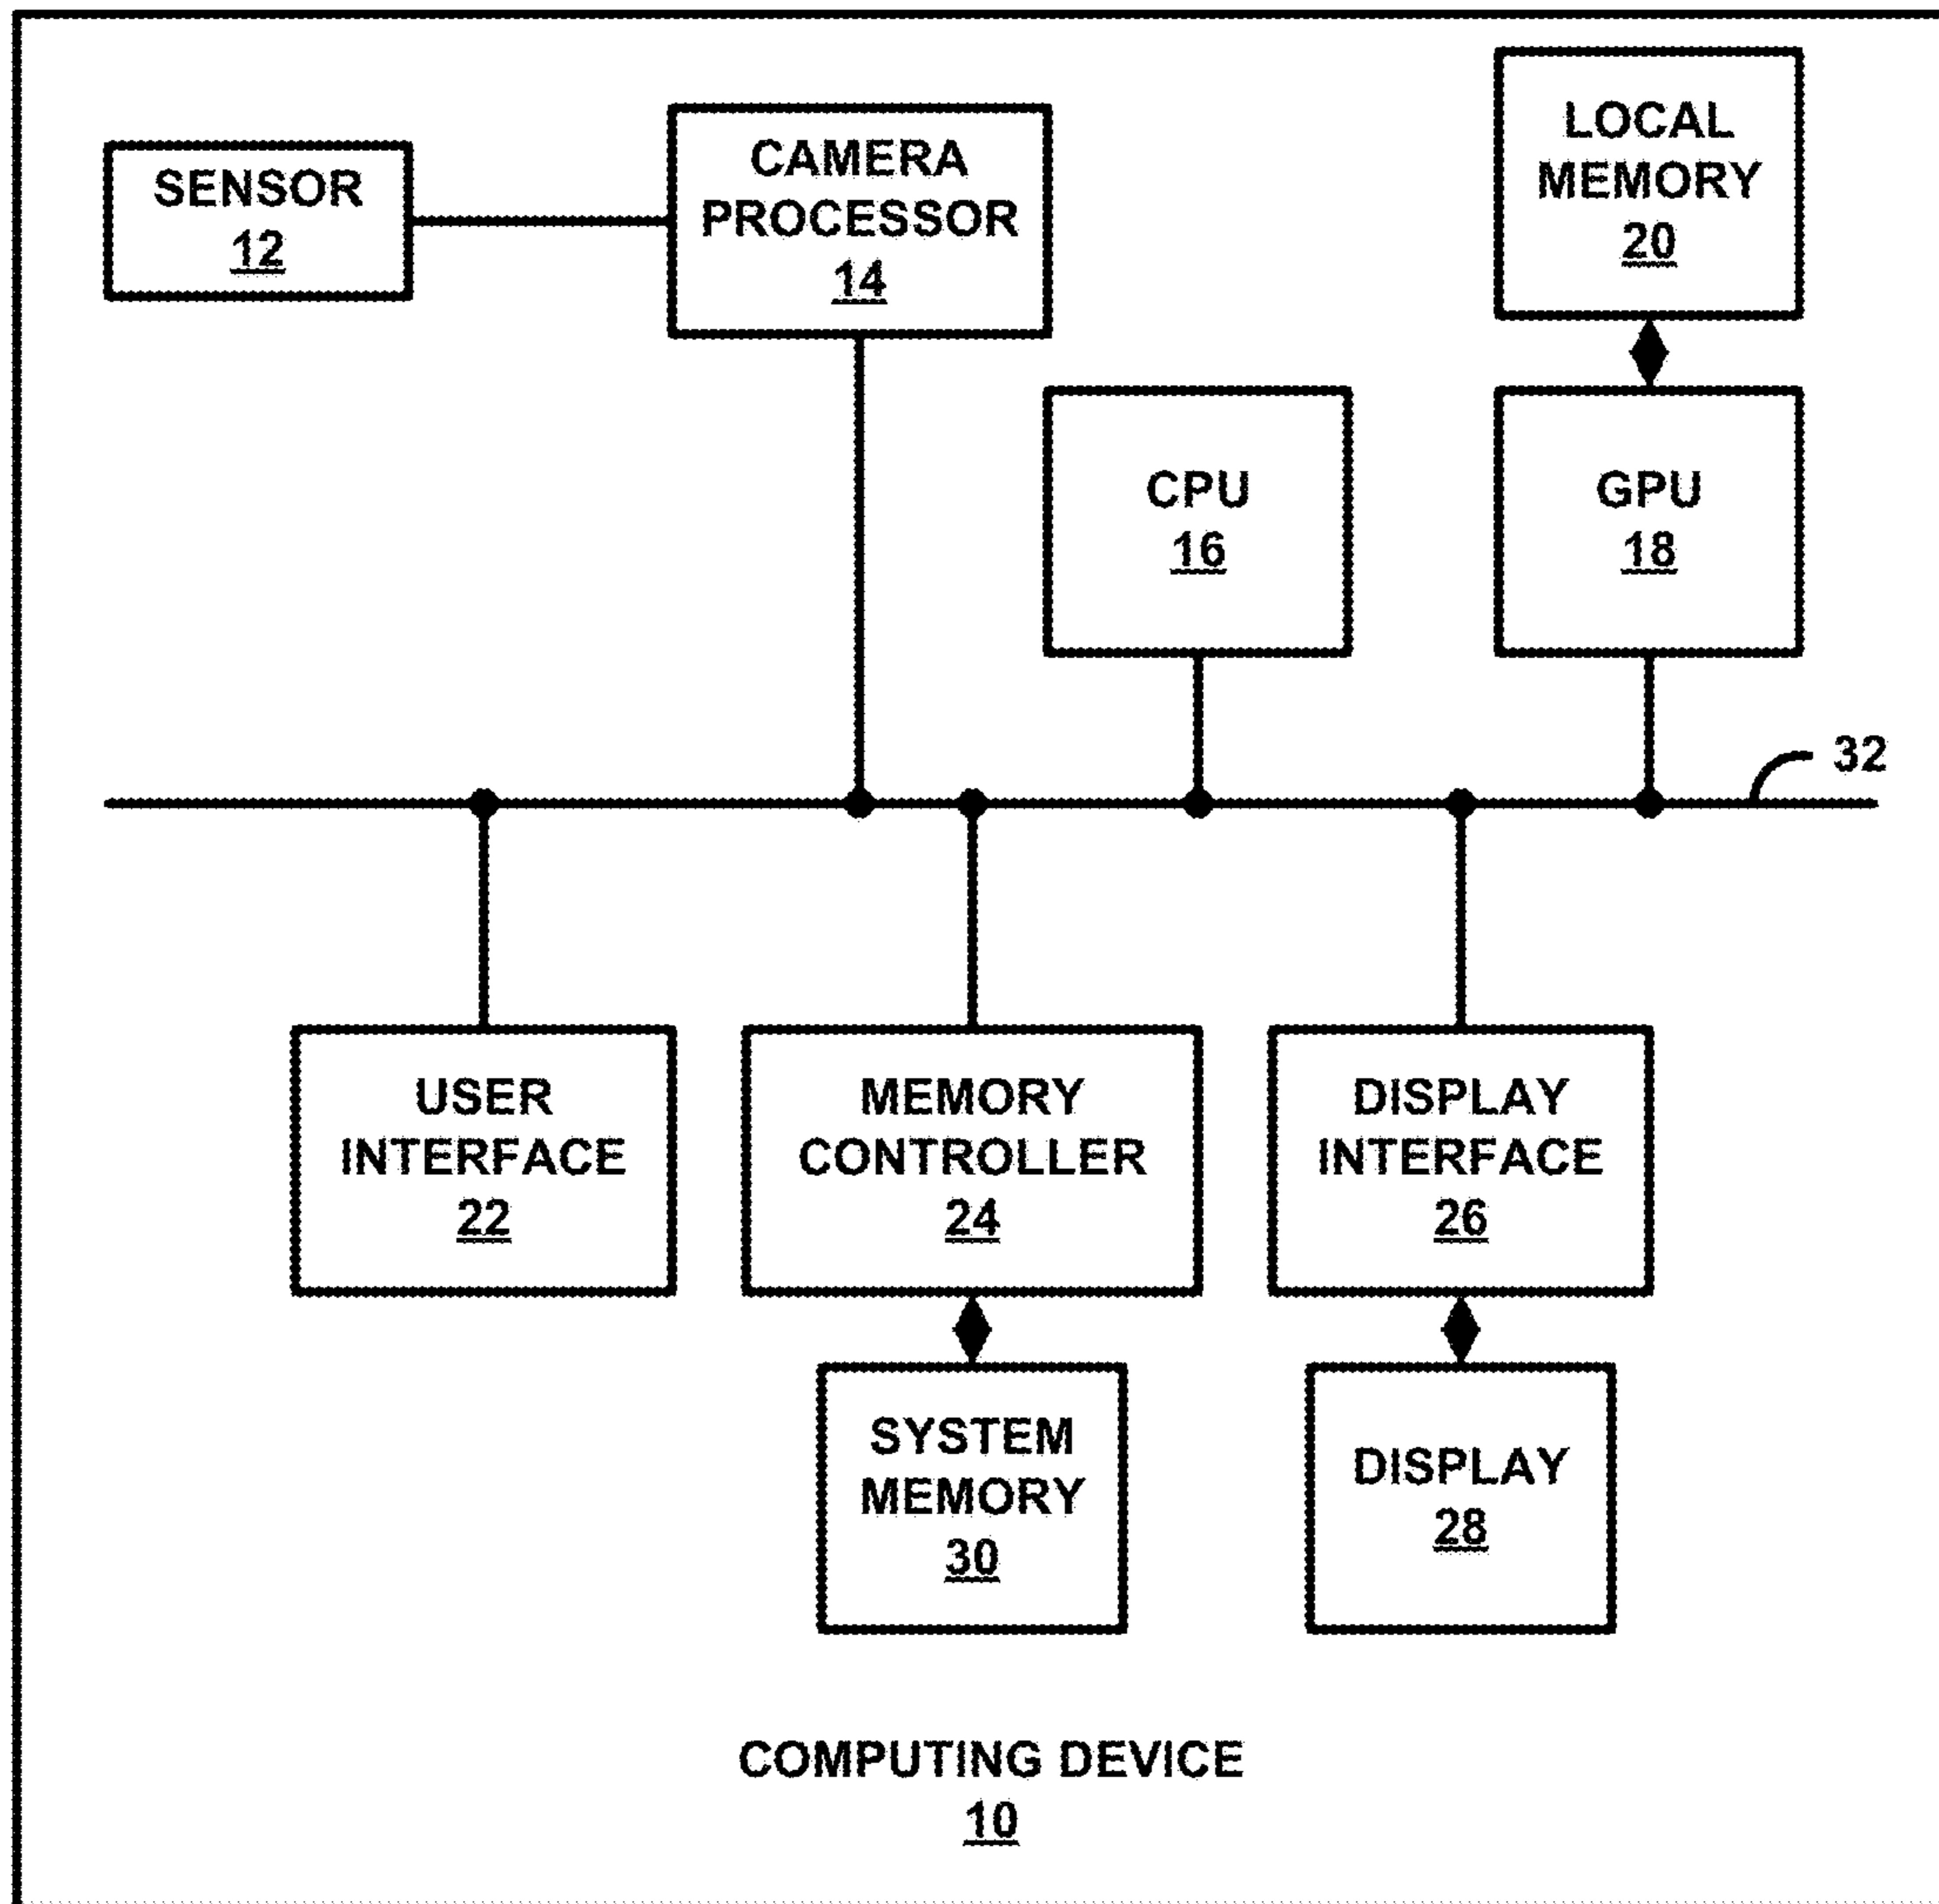 SENSOR
12
CAMERA
PROCESSOR
14
LOCAL
MEMORY
20
CPU
16
GPU
18
32
USER
INTERFACE
22
MEMORY
CONTROLLER
24
DISPLAY
INTERFACE
26
SYSTEM
MEMORY
30
DISPLAY
28
COMPUTING DEVICE
10